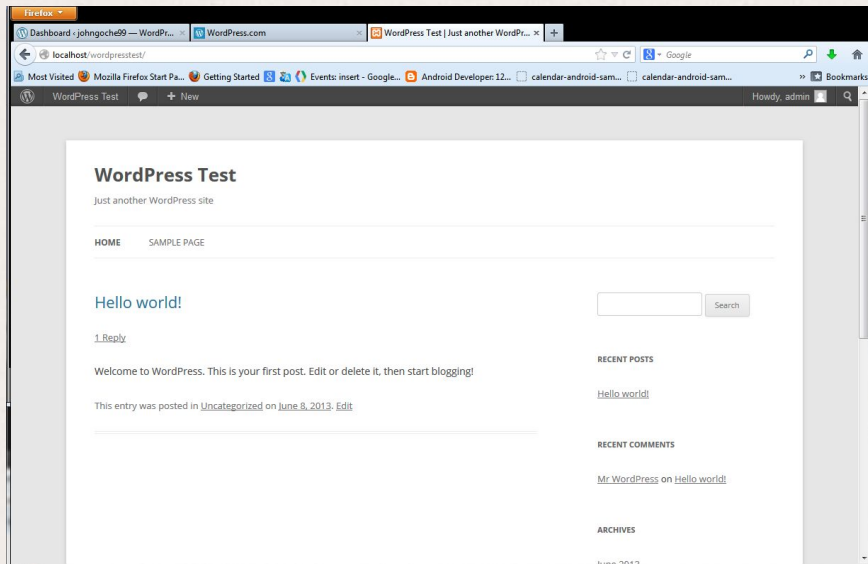 Firefox
Dashboard ‹ johngoche99 — WordPr...
WordPress.com
WordPress Test | Just another WordPr...
localhost/wordpresstest/
Google
Most Visited Mozilla Firefox Start Pa... Getting Started Events: insert - Google... Android Developer: 12... calendar-android-sam... calendar-android-sam... » Bookmarks
WordPress Test + New Howdy, admin
WordPress Test
Just another WordPress site
HOME SAMPLE PAGE
Hello world!
1 Reply
Welcome to WordPress. This is your first post. Edit or delete it, then start blogging!
This entry was posted in Uncategorized on June 8, 2013. Edit
Search
RECENT POSTS
Hello world!
RECENT COMMENTS
Mr WordPress on Hello world!
ARCHIVES
June 2013